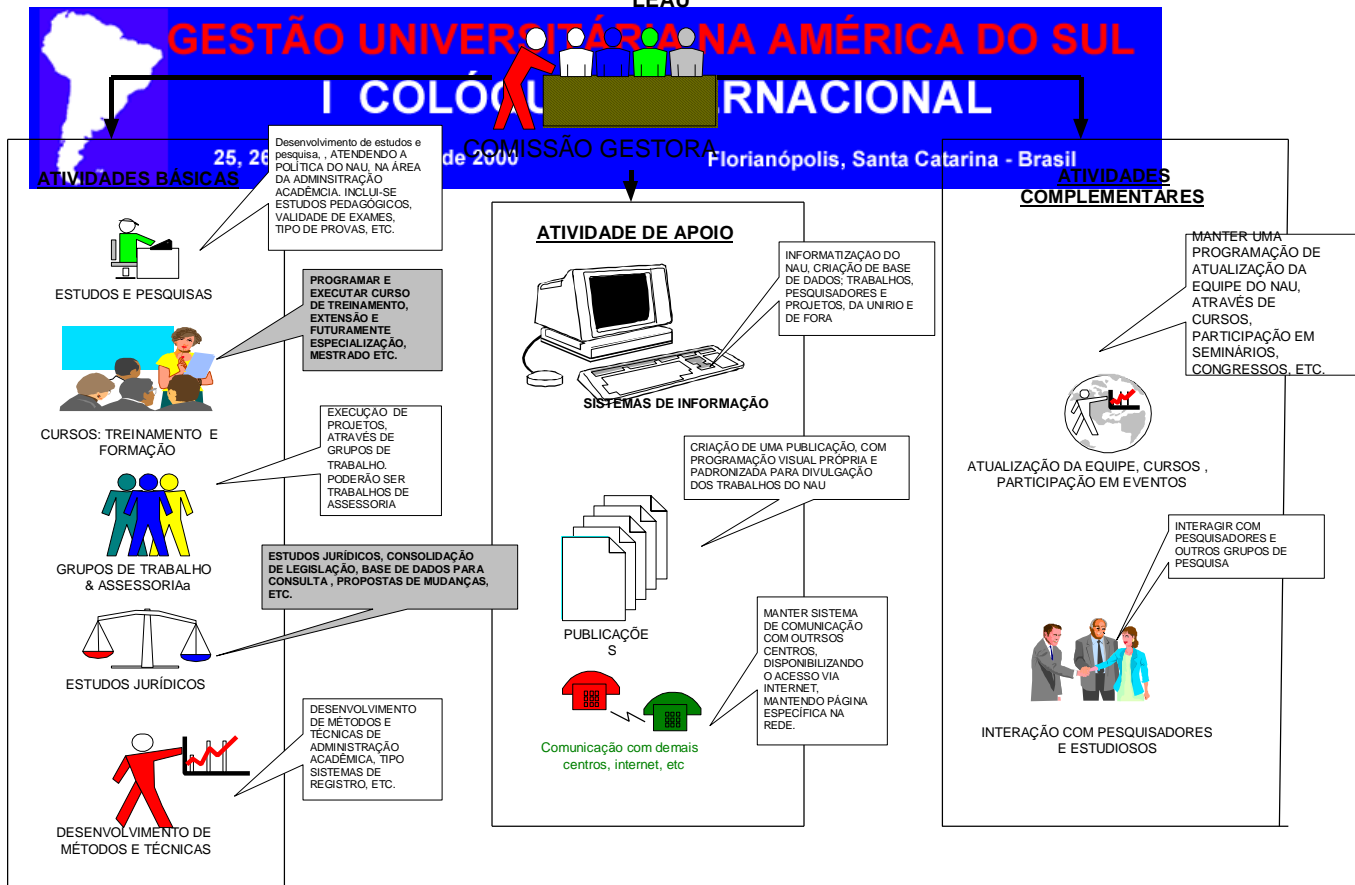 LEAU
GESTÃO UNIVERSITÁRIA NA AMÉRICA DO SUL
I COLÓQU ERNACIONAL
COMISSÃO GESTORA
25, 26 de 2000 Florianópolis, Santa Catarina - Brasil
ATIVIDADES BÁSICAS
Desenvolvimento de estudos e
pesquisa, , ATENDENDO A
POLÍTICA DO NAU, NA ÁREA
DA ADMINSITRAÇÃO
ACADÊMCIA. INCLUI-SE
ESTUDOS PEDAGÓGICOS,
VALIDADE DE EXAMES,
TIPO DE PROVAS, ETC.
ESTUDOS E PESQUISAS
PROGRAMAR E
EXECUTAR CURSO
DE TREINAMENTO,
EXTENSÃO E
FUTURAMENTE
ESPECIALIZAÇÃO,
MESTRADO ETC.
CURSOS: TREINAMENTO E
FORMAÇÃO
EXECUÇÃO DE
PROJETOS,
ATRAVÉS DE
GRUPOS DE
TRABALHO.
PODERÃO SER
TRABALHOS DE
ASSESSORIA
GRUPOS DE TRABALHO
& ASSESSORIAa
ESTUDOS JURÍDICOS, CONSOLIDAÇÃO
DE LEGISLAÇÃO, BASE DE DADOS PARA
CONSULTA , PROPOSTAS DE MUDANÇAS,
ETC.
ESTUDOS JURÍDICOS
DESENVOLVIMENTO
DE MÉTODOS E
TÉCNICAS DE
ADMINISTRAÇÃO
ACADÊMICA, TIPO
SISTEMAS DE
REGISTRO, ETC.
DESENVOLVIMENTO DE
MÉTODOS E TÉCNICAS
ATIVIDADE DE APOIO
INFORMATIZAÇÃO DO
NAU, CRIAÇÃO DE BASE
DE DADOS; TRABALHOS,
PESQUISADORES E
PROJETOS, DA UNIRIO E
DE FORA
SISTEMAS DE INFORMAÇÃO
CRIAÇÃO DE UMA PUBLICAÇÃO, COM
PROGRAMAÇÃO VISUAL PRÓPRIA E
PADRONIZADA PARA DIVULGAÇÃO
DOS TRABALHOS DO NAU
PUBLICAÇÕE
S
MANTER SISTEMA
DE COMUNICAÇÃO
COM OUTRSOS
CENTROS,
DISPONIBILIZANDO
O ACESSO VIA
INTERNET,
MANTENDO PÁGINA
ESPECÍFICA NA
REDE.
Comunicação com demais
centros, internet, etc
ATIVIDADES
COMPLEMENTARES
MANTER UMA
PROGRAMAÇÃO DE
ATUALIZAÇÃO DA
EQUIPE DO NAU,
ATRAVÉS DE
CURSOS,
PARTICIPAÇÃO EM
SEMINÁRIOS,
CONGRESSOS, ETC.
ATUALIZAÇÃO DA EQUIPE, CURSOS ,
PARTICIPAÇÃO EM EVENTOS
INTERAGIR COM
PESQUISADORES E
OUTROS GRUPOS DE
PESQUISA
INTERAÇÃO COM PESQUISADORES
E ESTUDIOSOS